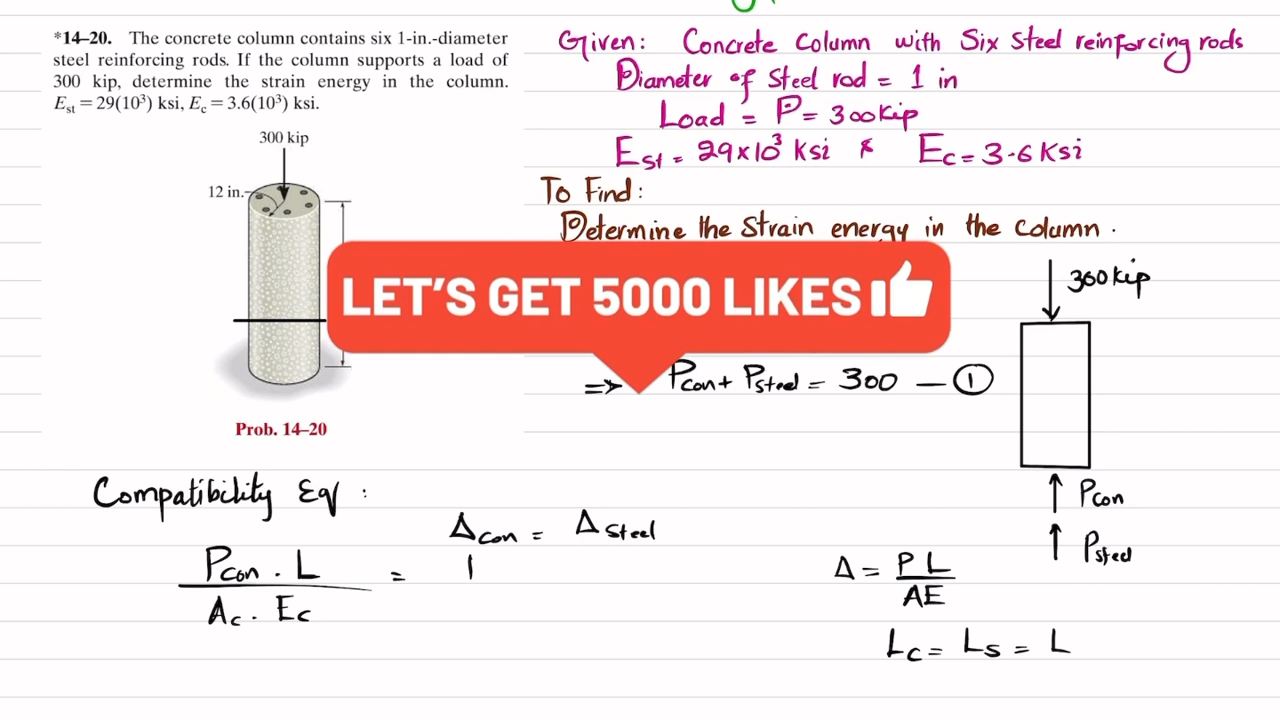 *14–20. The concrete column contains six 1-in.-diameter
steel reinforcing rods. If the column supports a load of
300 kip, determine the strain energy in the column.
Est = 29(10³) ksi, Ec = 3.6(10³) ksi.
300 kip
12 in.
Prob. 14–20
Given: Concrete Column with Six Steel reinforcing rods
Diameter of Steel rod = 1 in
Load = P = 300kip
Est = 29×10³ Ksi & Ec = 3.6 Ksi
To Find:
Determine the Strain energy in the column.
LET'S GET 5000 LIKES
300kip
=> Pcon + Psteel = 300 — ①
Pcon
Psteel
Compatibility Eq :
Δcon = Δsteel
Pcon . L
=
Ac . Ec
Δ = PL
AE
Lc = Ls = L